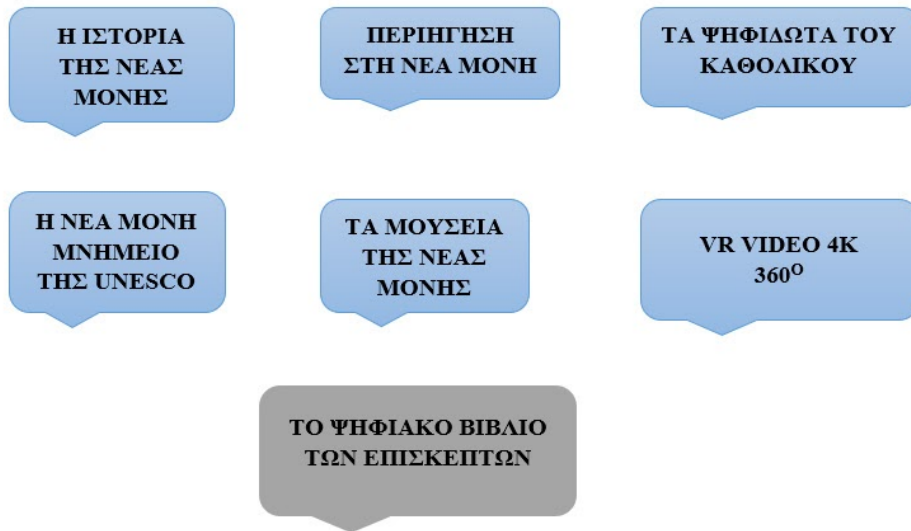 Η ΙΣΤΟΡΙΑ
ΤΗΣ ΝΕΑΣ
ΜΟΝΗΣ
ΠΕΡΙΗΓΗΣΗ
ΣΤΗ ΝΕΑ ΜΟΝΗ
ΤΑ ΨΗΦΙΔΩΤΑ ΤΟΥ
ΚΑΘΟΛΙΚΟΥ
Η ΝΕΑ ΜΟΝΗ
ΜΝΗΜΕΙΟ
ΤΗΣ UNESCO
ΤΑ ΜΟΥΣΕΙΑ
ΤΗΣ ΝΕΑΣ
ΜΟΝΗΣ
VR VIDEO 4K
360⁰
ΤΟ ΨΗΦΙΑΚΟ ΒΙΒΛΙΟ
ΤΩΝ ΕΠΙΣΚΕΠΤΩΝ